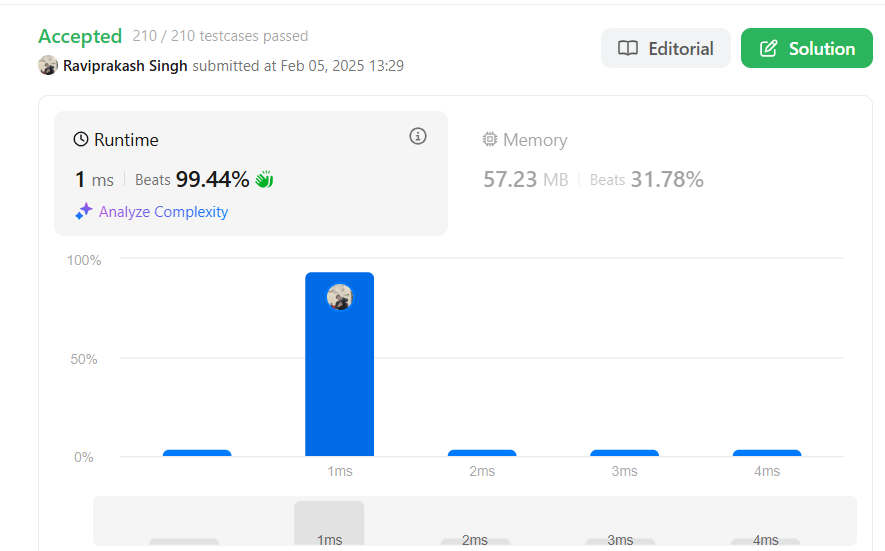 Accepted 210 / 210 testcases passed
Editorial
Solution
Raviprakash Singh submitted at Feb 05, 2025 13:29
Runtime
Memory
1 ms Beats 99.44%
57.23 MB Beats 31.78%
Analyze Complexity
100%
50%
0%
1ms 2ms 3ms 4ms
1ms 2ms 3ms 4ms